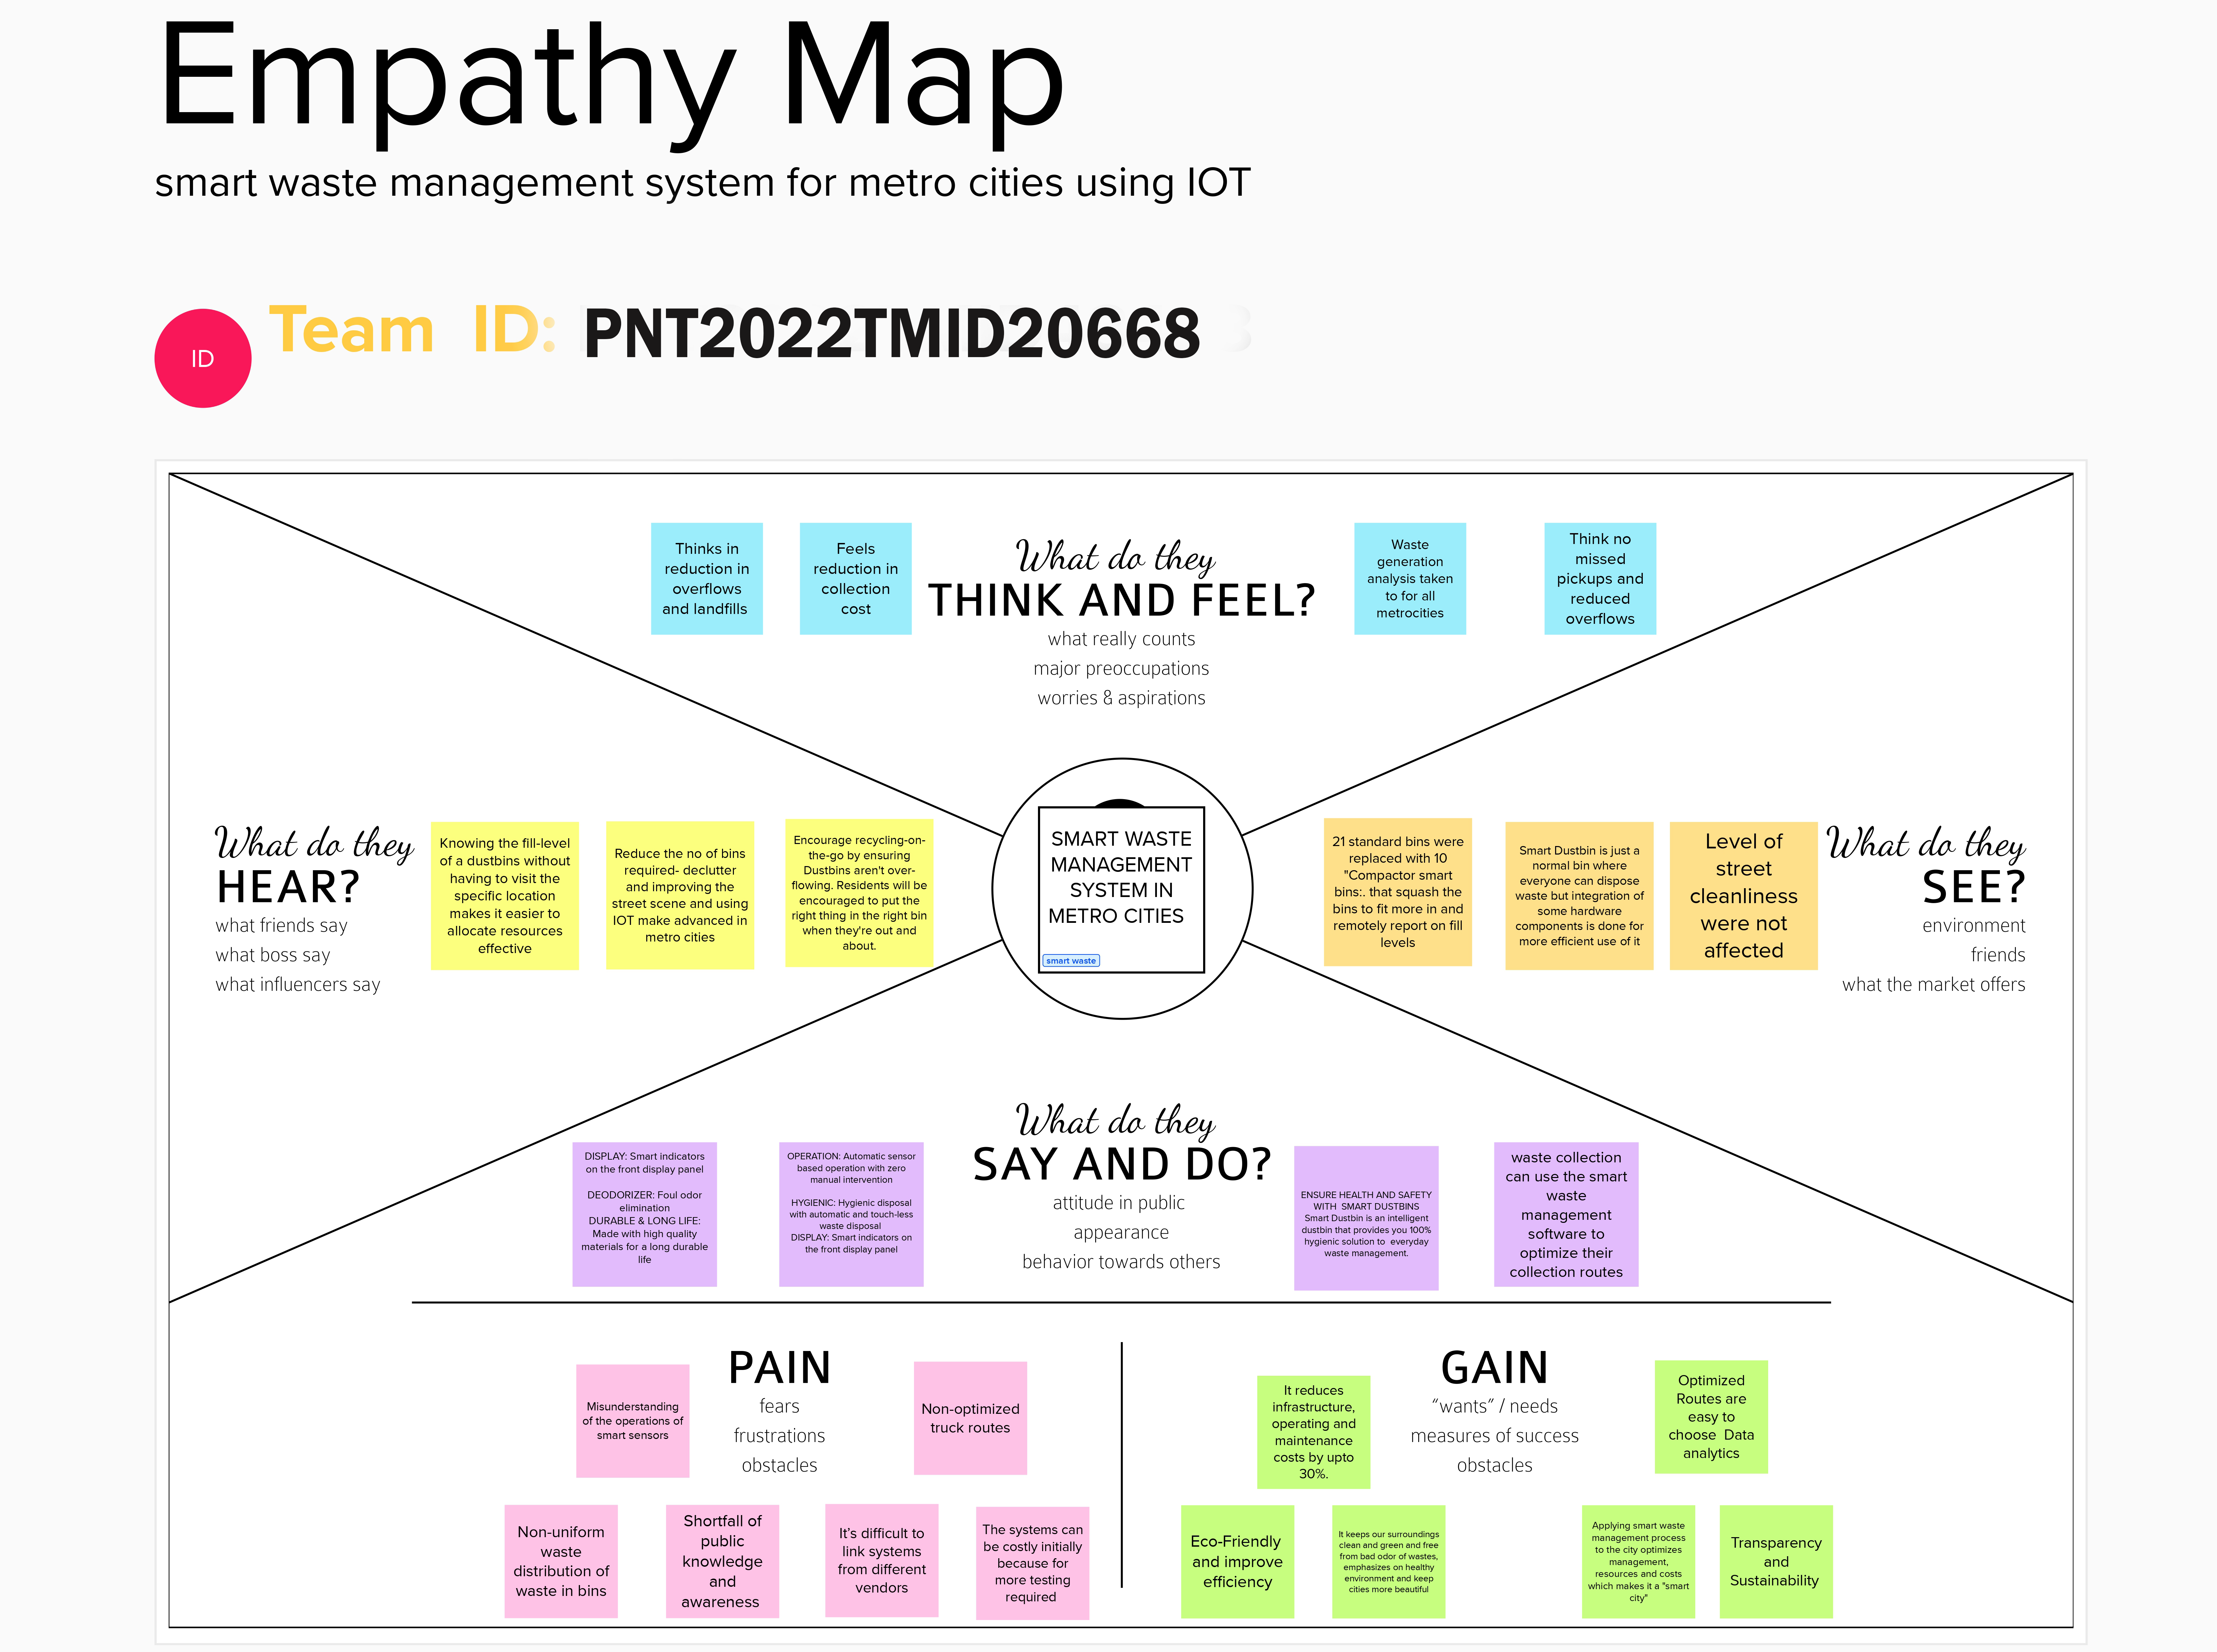 Empathy Map
smart waste management system for metro cities using IOT
ID
Team ID: PNT2022TMID20668
Thinks in
reduction in
overflows
and landfills
Feels
reduction in
collection
cost
What do they
THINK AND FEEL?
what really counts
major preoccupations
worries & aspirations
Waste
generation
analysis taken
to for all
metrocities
Think no
missed
pickups and
reduced
overflows
What do they
HEAR?
what friends say
what boss say
what influencers say
Knowing the fill-level
of a dustbins without
having to visit the
specific location
makes it easier to
allocate resources
effective
Reduce the no of bins
required- declutter
and improving the
street scene and using
IOT make advanced in
metro cities
Encourage recycling-on-
the-go by ensuring
Dustbins aren't over-
flowing. Residents will be
encouraged to put the
right thing in the right bin
when they're out and
about.
SMART WASTE
MANAGEMENT
SYSTEM IN
METRO CITIES
smart waste
21 standard bins were
replaced with 10
"Compactor smart
bins:. that squash the
bins to fit more in and
remotely report on fill
levels
Smart Dustbin is just a
normal bin where
everyone can dispose
waste but integration of
some hardware
components is done for
more efficient use of it
Level of
street
cleanliness
were not
affected
What do they
SEE?
environment
friends
what the market offers
DISPLAY: Smart indicators
on the front display panel
DEODORIZER: Foul odor
elimination
DURABLE & LONG LIFE:
Made with high quality
materials for a long durable
life
OPERATION: Automatic sensor
based operation with zero
manual intervention
HYGIENIC: Hygienic disposal
with automatic and touch-less
waste disposal
DISPLAY: Smart indicators on
the front display panel
What do they
SAY AND DO?
attitude in public
appearance
behavior towards others
ENSURE HEALTH AND SAFETY
WITH SMART DUSTBINS
Smart Dustbin is an intelligent
dustbin that provides you 100%
hygienic solution to everyday
waste management.
waste collection
can use the smart
waste
management
software to
optimize their
collection routes
PAIN
fears
frustrations
obstacles
Misunderstanding
of the operations of
smart sensors
Non-optimized
truck routes
Non-uniform
waste
distribution of
waste in bins
Shortfall of
public
knowledge
and
awareness
It's difficult to
link systems
from different
vendors
The systems can
be costly initially
because for
more testing
required
GAIN
"wants" / needs
measures of success
obstacles
It reduces
infrastructure,
operating and
maintenance
costs by upto
30%.
Optimized
Routes are
easy to
choose Data
analytics
Eco-Friendly
and improve
efficiency
It keeps our surroundings
clean and green and free
from bad odor of wastes,
emphasizes on healthy
environment and keep
cities more beautiful
Applying smart waste
management process
to the city optimizes
management,
resources and costs
which makes it a "smart
city"
Transparency
and
Sustainability